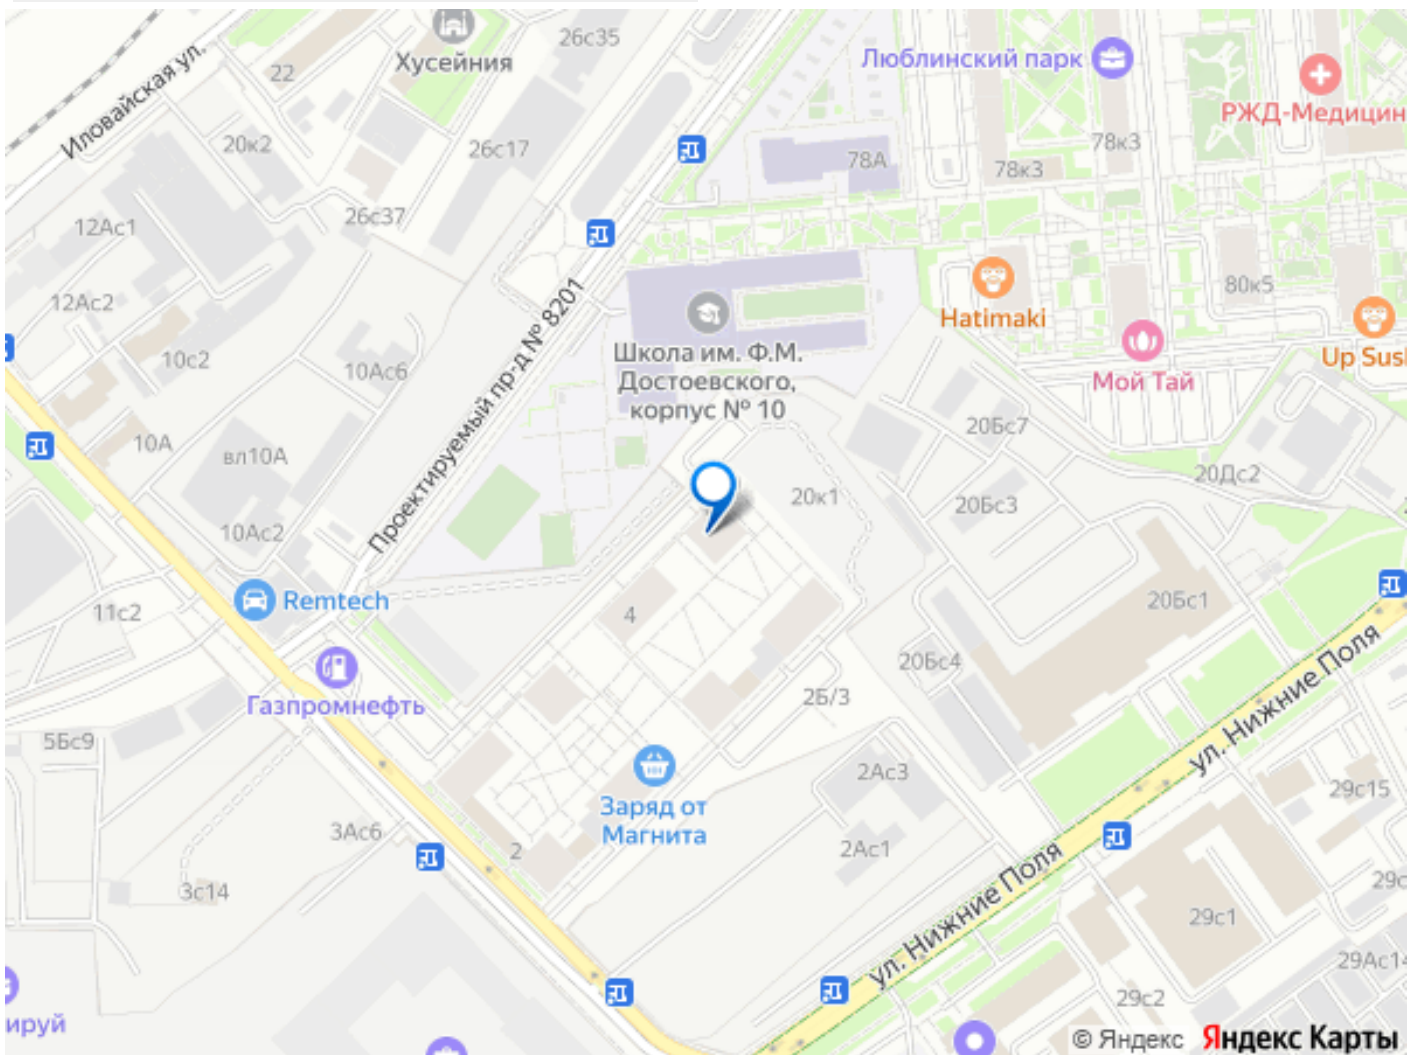 26с35
Хусейния
22
Иловайская ул.
Люблинский парк
РЖД-Медицин
20к2
26с17
78А
78к3
78к3
26с37
12Ас1
12Ас2
10с2
10Ас6
Проектируемый пр-д № 8201
Школа им. Ф.М.
Достоевского,
корпус № 10
Hatimaki
80к5
Мой Тай
Up Sus
10А
вл10А
10Ас2
20Бс7
20Дс2
20к1
20Бс3
Remtech
11с2
4
20Бс1
20Бс4
Газпромнефть
2Б/3
ул. Нижние Поля
5Бс9
2Ас3
29с15
Заряд от
Магнита
3Ас6
2
2Ас1
3с14
29с
ул. Нижние Поля
29с1
29Ас14
29с2
ируй
© Яндекс Яндекс Карты